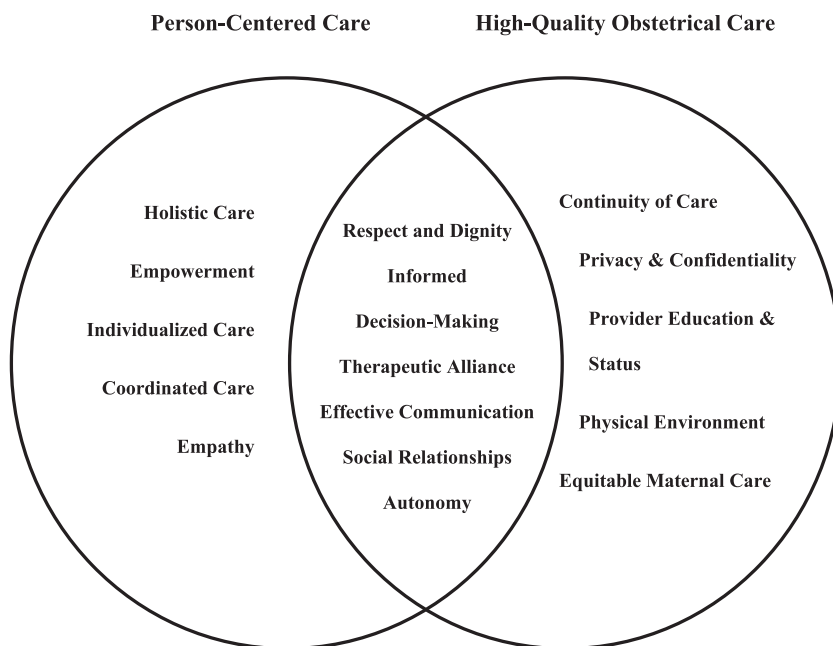 Person-Centered Care
High-Quality Obstetrical Care
Holistic Care
Empowerment
Individualized Care
Coordinated Care
Empathy
Respect and Dignity
Informed
Decision-Making
Therapeutic Alliance
Effective Communication
Social Relationships
Autonomy
Continuity of Care
Privacy & Confidentiality
Provider Education &
Status
Physical Environment
Equitable Maternal Care